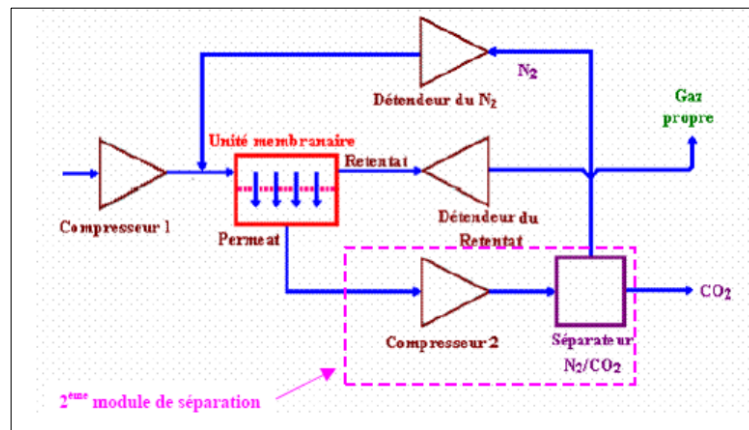 N₂
Détendeur du N₂
Gaz
propre
Unité membranaire
Retentat
Compresseur 1
Détendeur du
Retentat
Permeat
CO₂
Compresseur 2
Séparateur
N₂/CO₂
2ème module de séparation